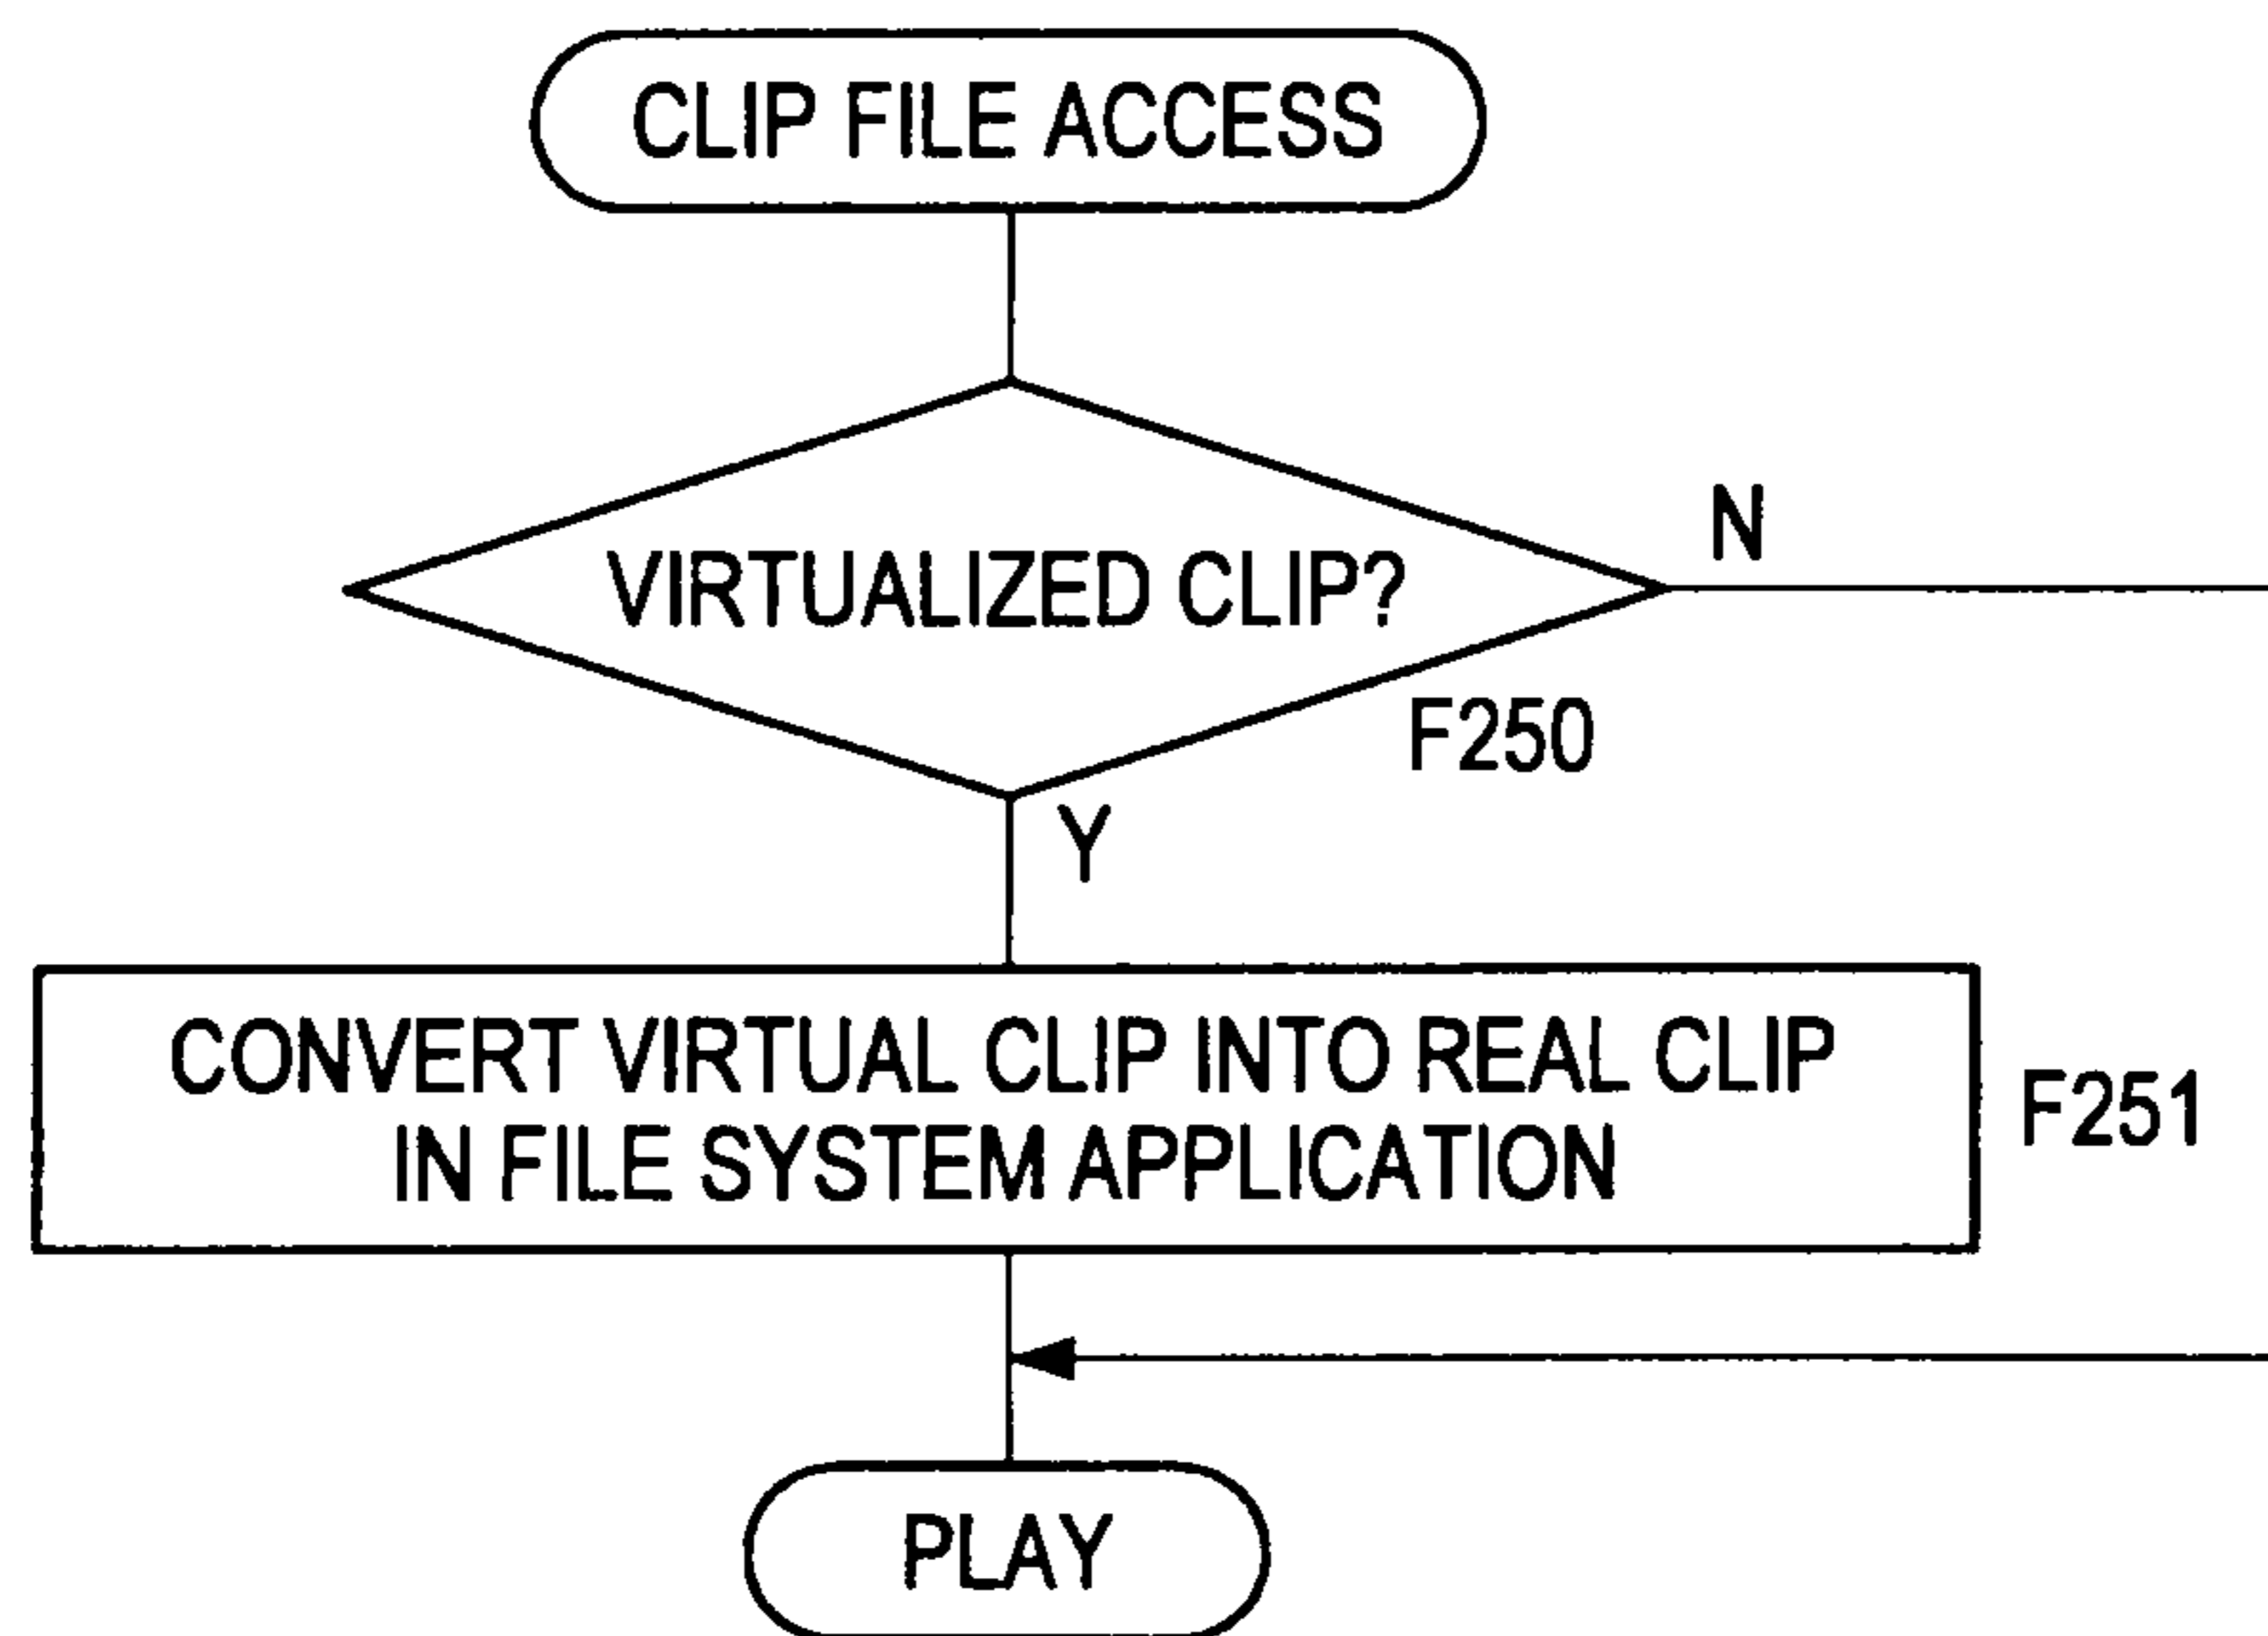 CLIP FILE ACCESS
VIRTUALIZED CLIP?
N
F250
Y
CONVERT VIRTUAL CLIP INTO REAL CLIP
IN FILE SYSTEM APPLICATION
F251
PLAY